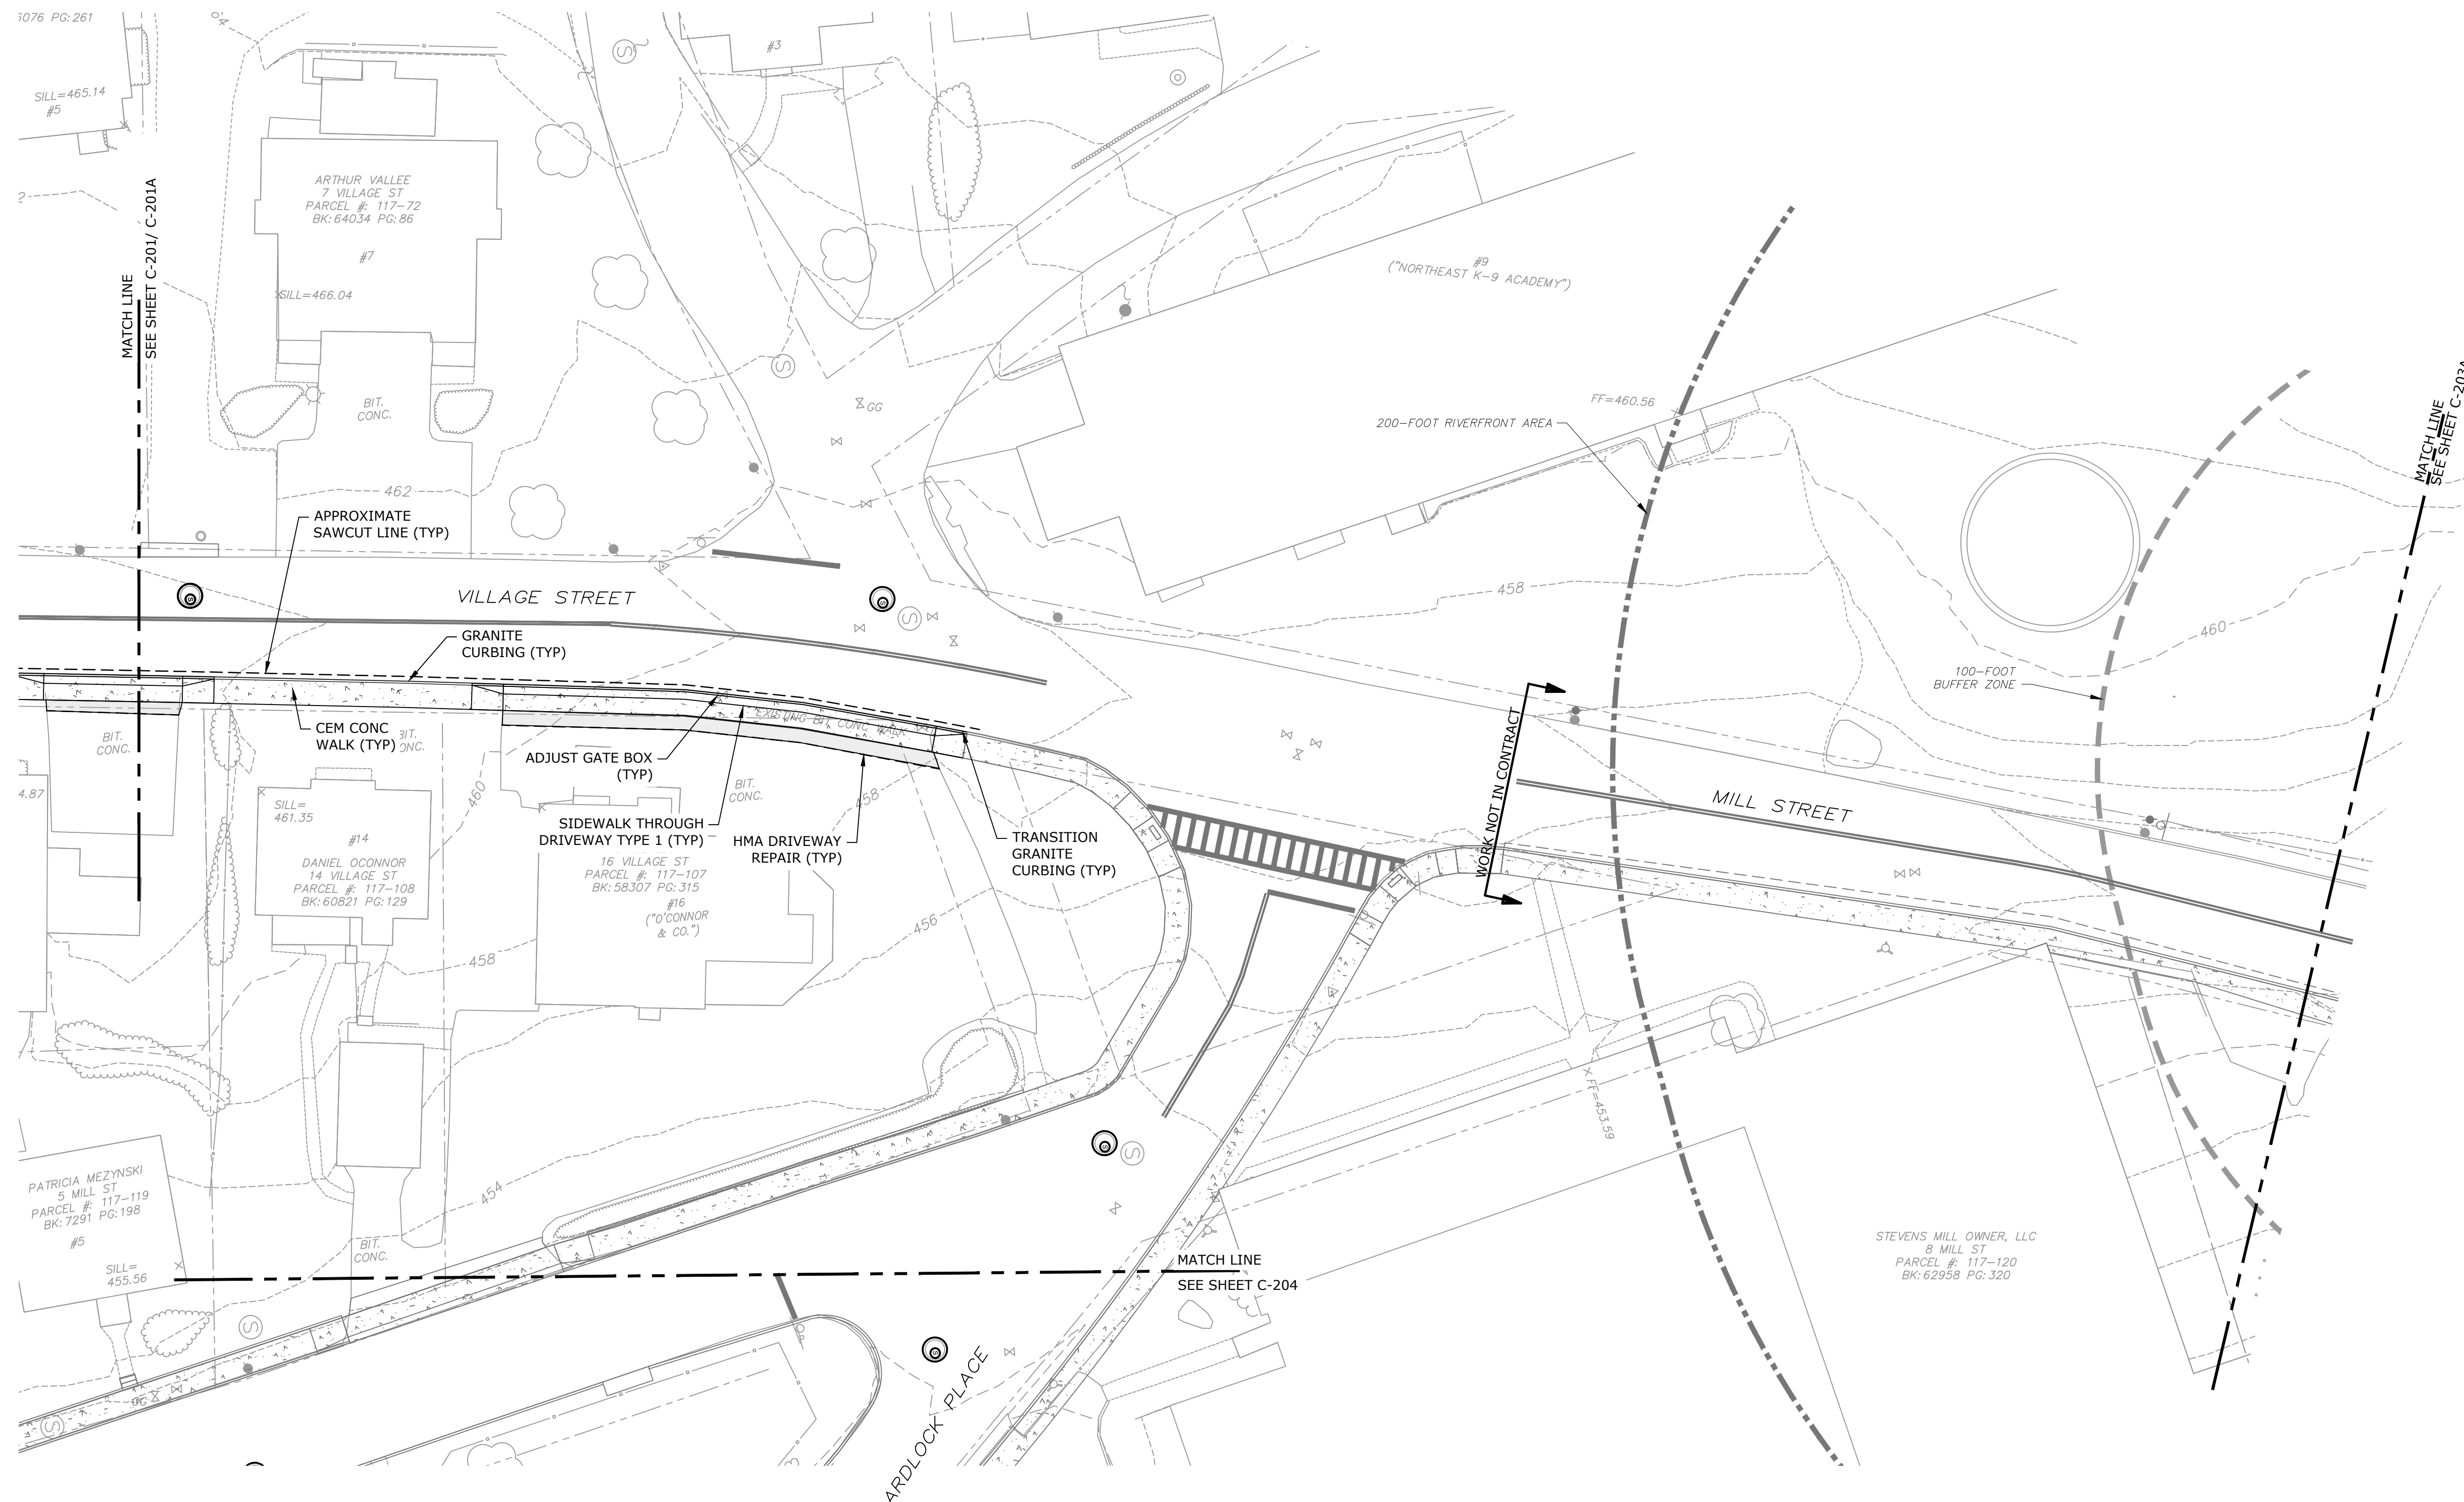 6076 PG: 261
SILL=465.14
#5
ARTHUR VALLEE
7 VILLAGE ST
PARCEL #: 117-72
BK: 64034 PG: 86
#7
SILL=466.04
BIT.
CONC.
#3
MATCH LINE
SEE SHEET C-201/ C-201A
462
APPROXIMATE
SAWCUT LINE (TYP)
GG
#9
("NORTHEAST K-9 ACADEMY")
FF=460.56
200-FOOT RIVERFRONT AREA
MATCH LINE
SEE SHEET C-203A
458
460
100-FOOT
BUFFER ZONE
VILLAGE STREET
GRANITE
CURBING (TYP)
CEM CONC
WALK (TYP)
BIT.
CONC.
BIT.
CONC.
EXISTING BIT CONC WALK
ADJUST GATE BOX
(TYP)
BIT.
CONC.
SIDEWALK THROUGH
DRIVEWAY TYPE 1 (TYP)
HMA DRIVEWAY
REPAIR (TYP)
TRANSITION
GRANITE
CURBING (TYP)
WORK NOT IN CONTRACT
MILL STREET
4.87
SILL=
461.35
#14
DANIEL OCONNOR
14 VILLAGE ST
PARCEL #: 117-108
BK: 60821 PG: 129
460
458
16 VILLAGE ST
PARCEL #: 117-107
BK: 58307 PG: 315
#16
("O'CONNOR
& CO.")
458
456
454
FF=453.59
PATRICIA MEZYNSKI
5 MILL ST
PARCEL #: 117-119
BK: 7291 PG: 198
#5
SILL=
455.56
BIT.
CONC.
MATCH LINE
SEE SHEET C-204
STEVENS MILL OWNER, LLC
8 MILL ST
PARCEL #: 117-120
BK: 62958 PG: 320
ARDLOCK PLACE